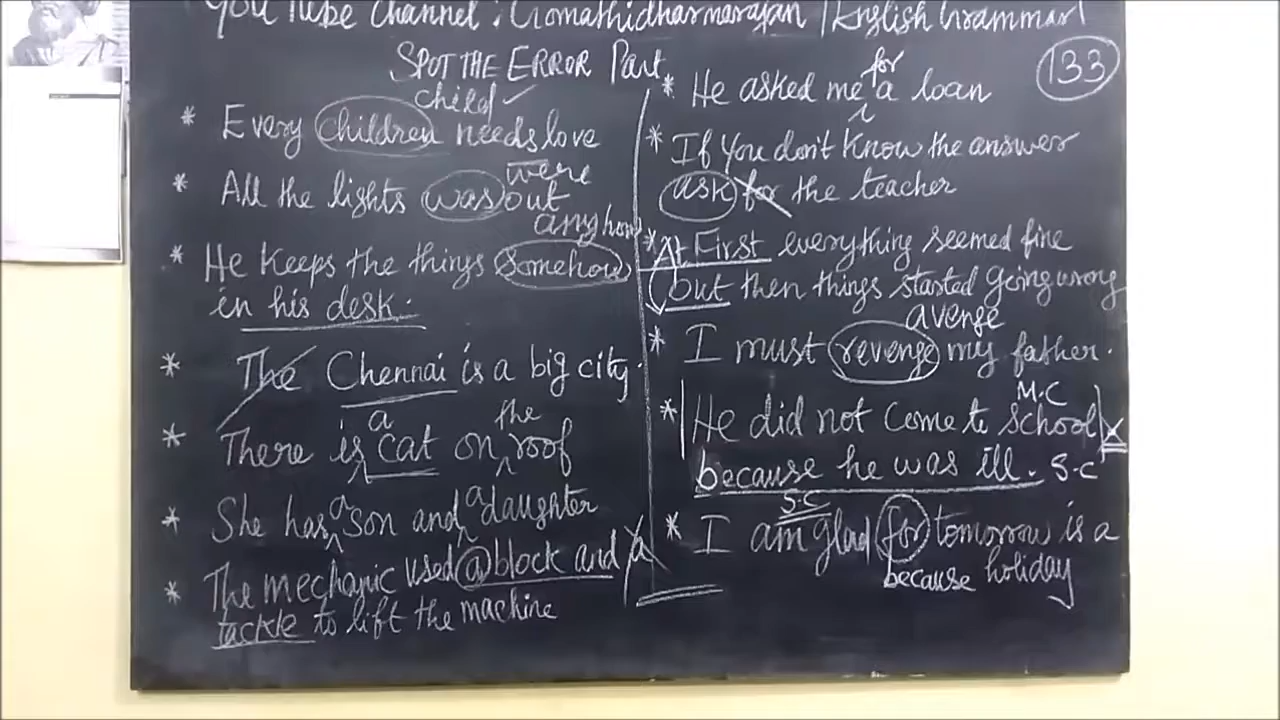 YouTube Channel : Gomathidharmarajan | English Grammar
SPOT THE ERROR Part
133
child ✓
* Every children needs love
were
* All the lights was out
anyhow
* He keeps the things somehow
in his desk.
* The Chennai is a big city.
a the
* There is cat on roof
a a
* She has son and daughter
* The mechanic used a block and a
tackle to lift the machine
for
* He asked me a loan
* If you don't know the answer
ask for the teacher
* At First everything seemed fine
but then things started going wrong
avenge
* I must revenge my father.
M.C
* He did not come to school
because he was ill. S.C
S.C
* I am glad for tomorrow is a
because holiday